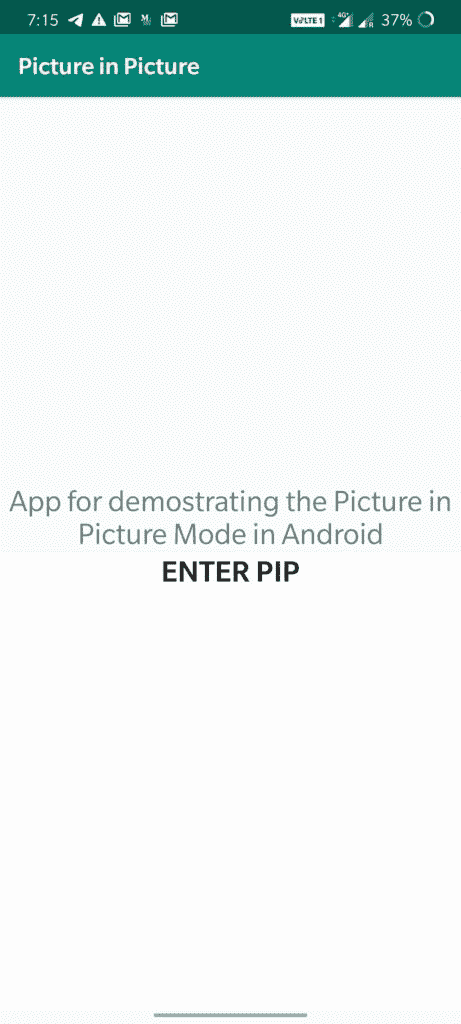 7:15 VoLTE 1 4G+ R 37%
Picture in Picture
App for demostrating the Picture in
Picture Mode in Android
ENTER PIP